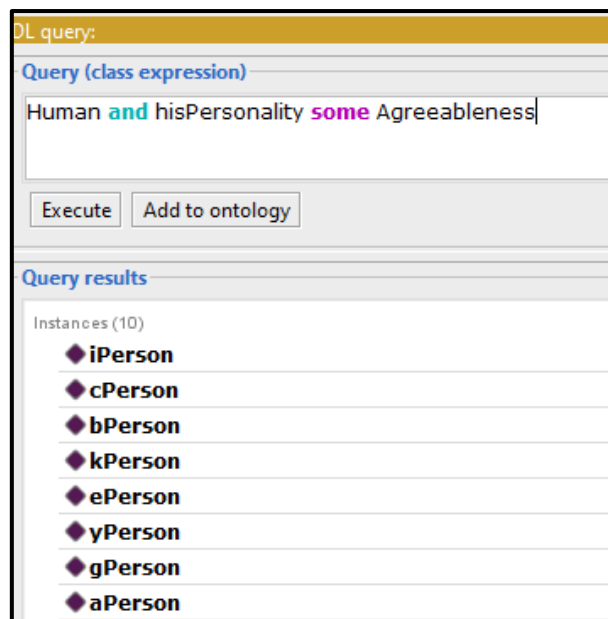 DL query:
Query (class expression)
Human and hisPersonality some Agreeableness
Execute Add to ontology
Query results
Instances (10)
iPerson
cPerson
bPerson
kPerson
ePerson
yPerson
gPerson
aPerson